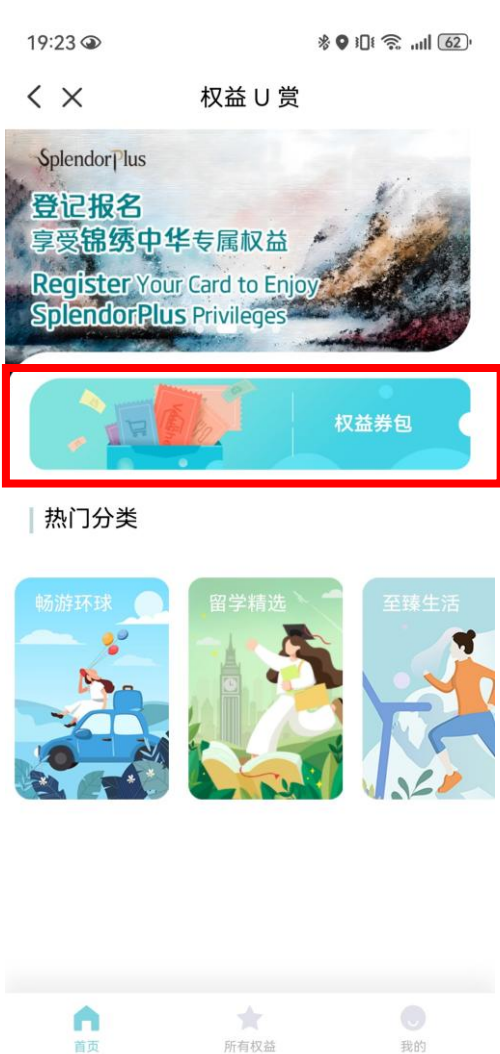 19:23
62
权益 U 赏
SplendorPlus
登记报名
享受锦绣中华专属权益
Register Your Card to Enjoy
SplendorPlus Privileges
权益券包
热门分类
畅游环球
留学精选
至臻生活
首页
所有权益
我的